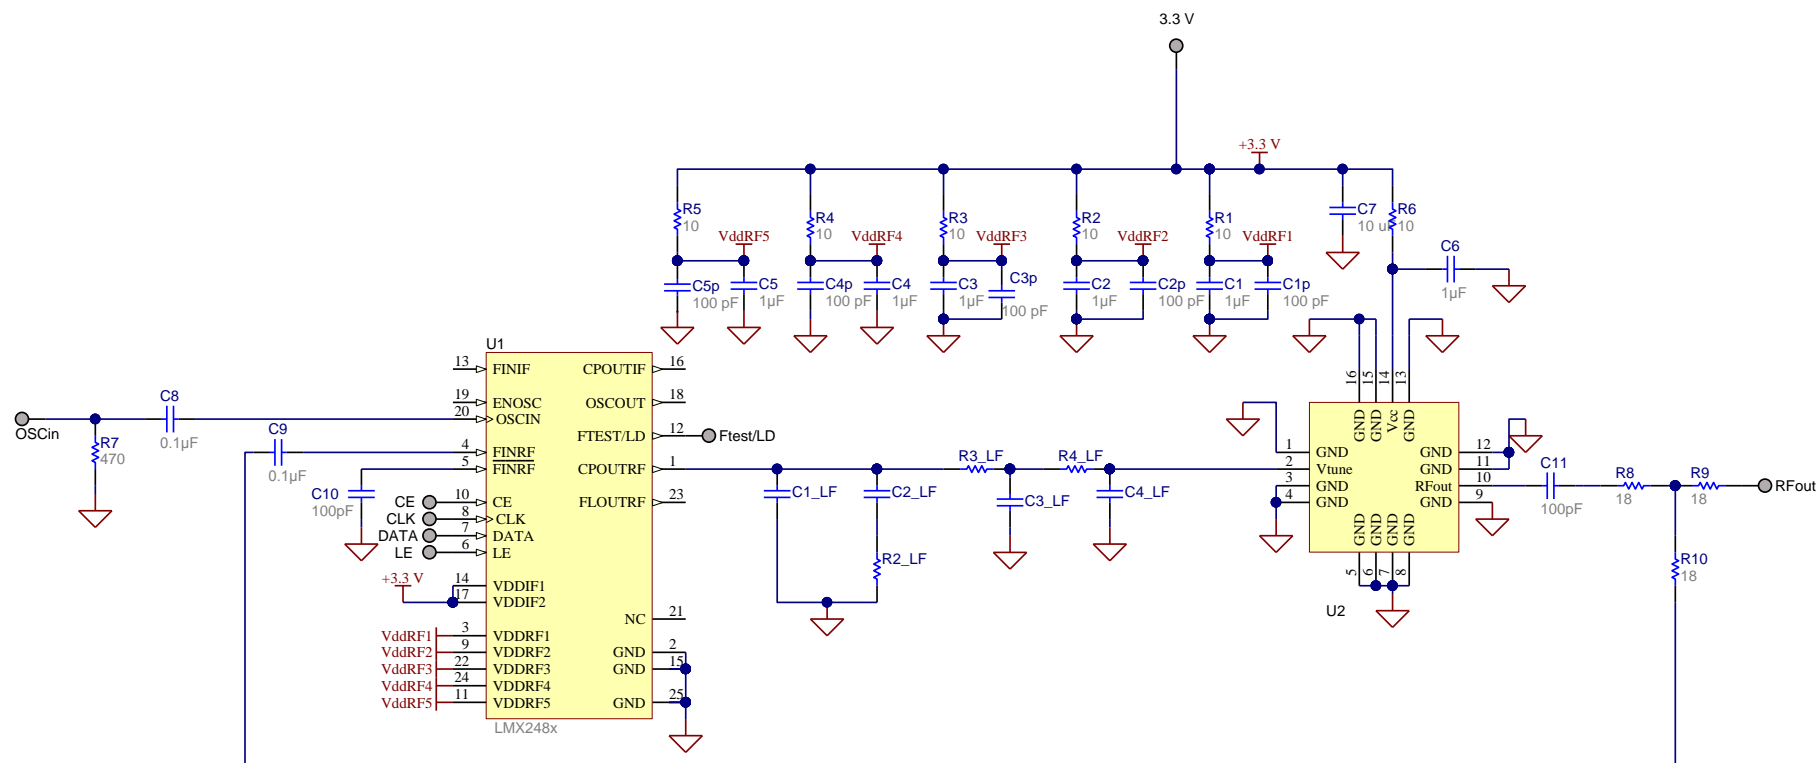 3.3 V
+3.3 V
R5
10
R4
10
R3
10
R2
10
R1
10
C7
10 u
R6
10
VddRF5
VddRF4
VddRF3
VddRF2
VddRF1
C6
1µF
C5p
100 pF
C5
1µF
C4p
100 pF
C4
1µF
C3
1µF
C3p
100 pF
C2
1µF
C2p
100 pF
C1
1µF
C1p
100 pF
U1
13 FINIF
CPOUTIF 16
19 ENOSC
OSCOUT 18
20 OSCIN
FTEST/LD 12
Ftest/LD
4 FINRF
5 FINRF
CPOUTRF 1
10 CE
FLOUTRF 23
8 CLK
7 DATA
6 LE
14 VDDIF1
17 VDDIF2
NC 21
3 VDDRF1
9 VDDRF2
GND 2
22 VDDRF3
GND 15
24 VDDRF4
11 VDDRF5
GND 25
LMX248x
OSCin
R7
470
C8
0.1µF
C9
0.1µF
C10
100pF
CE
CLK
DATA
LE
+3.3 V
VddRF1
VddRF2
VddRF3
VddRF4
VddRF5
C1_LF
C2_LF
R2_LF
R3_LF
C3_LF
R4_LF
C4_LF
16 15 14 13
GND GND Vcc GND
1 GND
GND 12
2 Vtune
GND 11
3 GND
RFout 10
4 GND
GND 9
GND GND GND GND
5 6 7 8
U2
C11
100pF
R8
18
R9
18
RFout
R10
18